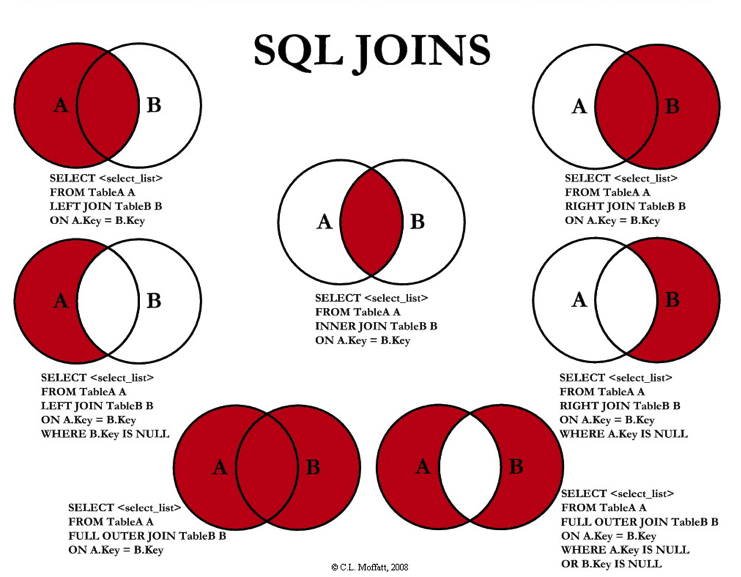 SQL JOINS
A B
SELECT <select_list>
FROM TableA A
LEFT JOIN TableB B
ON A.Key = B.Key
A B
SELECT <select_list>
FROM TableA A
RIGHT JOIN TableB B
ON A.Key = B.Key
A B
SELECT <select_list>
FROM TableA A
INNER JOIN TableB B
ON A.Key = B.Key
A B
SELECT <select_list>
FROM TableA A
LEFT JOIN TableB B
ON A.Key = B.Key
WHERE B.Key IS NULL
A B
SELECT <select_list>
FROM TableA A
RIGHT JOIN TableB B
ON A.Key = B.Key
WHERE A.Key IS NULL
A B
SELECT <select_list>
FROM TableA A
FULL OUTER JOIN TableB B
ON A.Key = B.Key
A B
SELECT <select_list>
FROM TableA A
FULL OUTER JOIN TableB B
ON A.Key = B.Key
WHERE A.Key IS NULL
OR B.Key IS NULL
© C.L. Moffatt, 2008